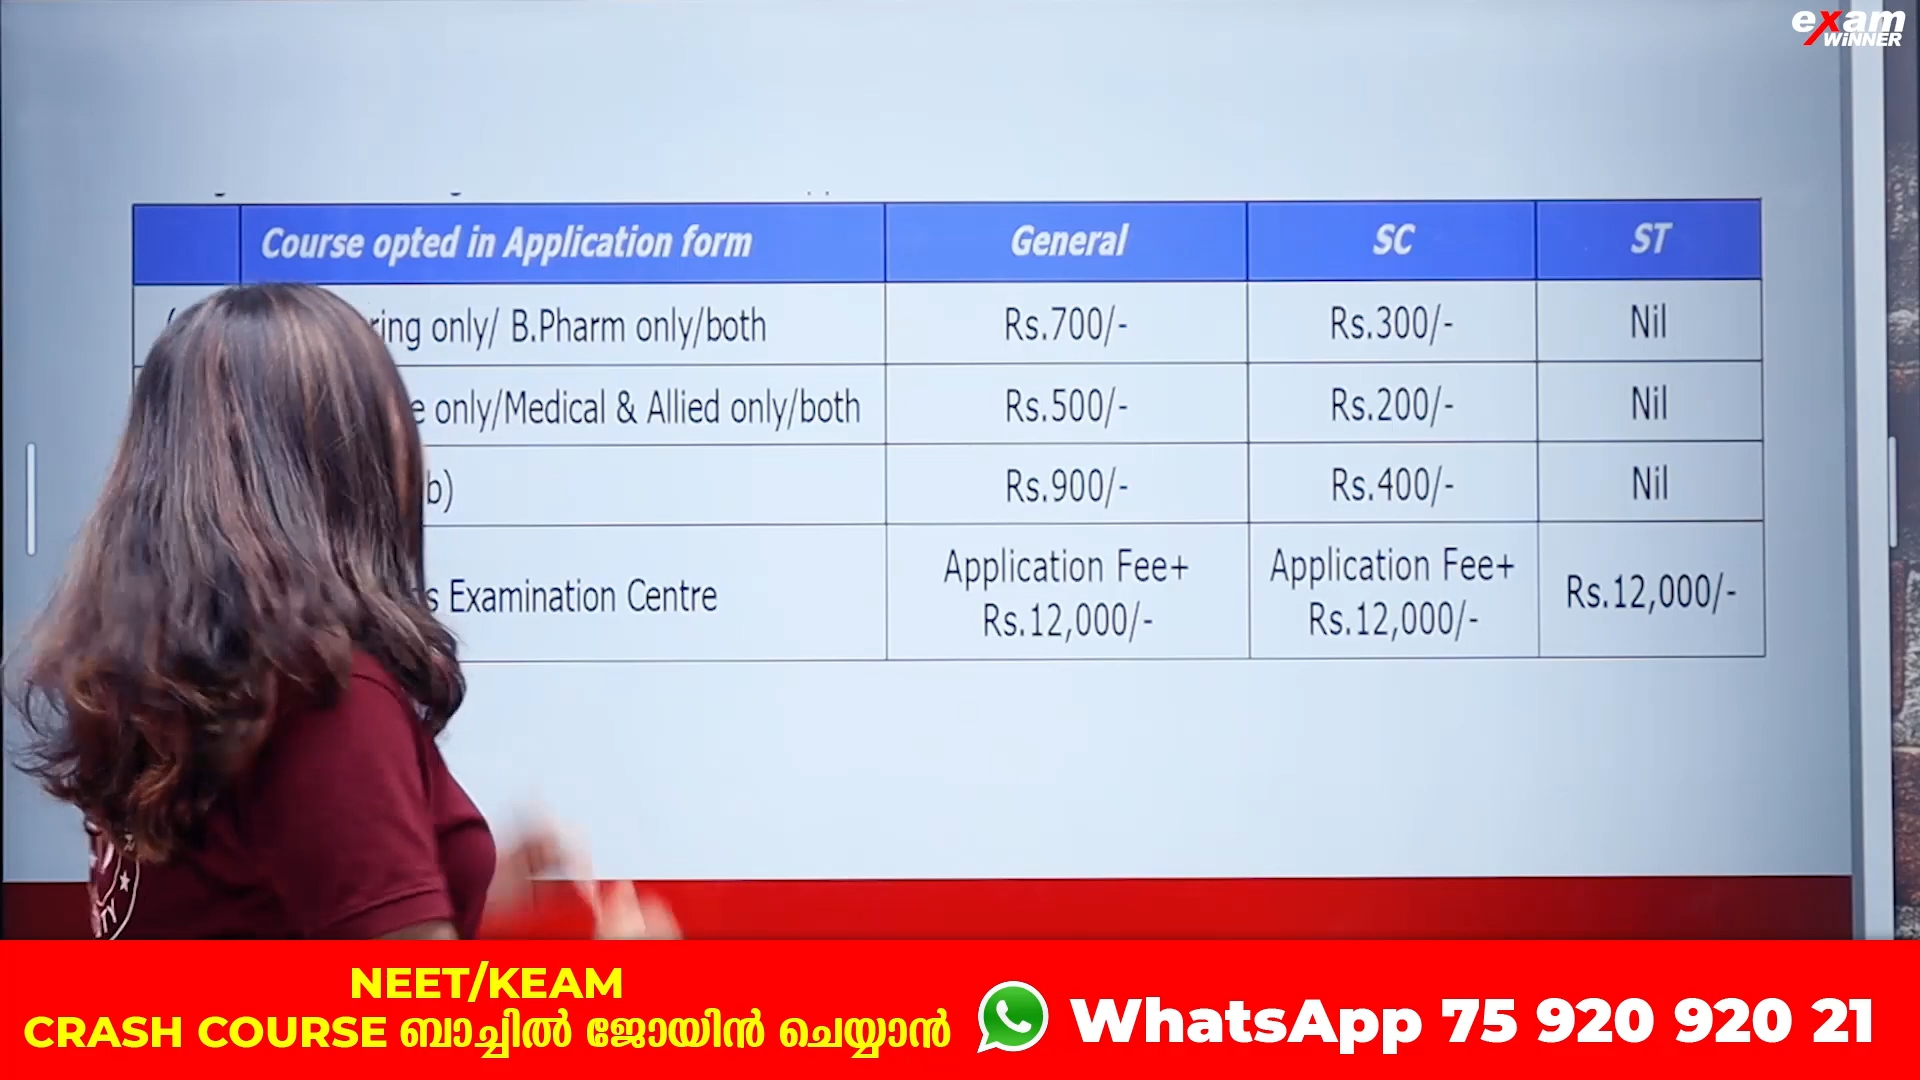 exam
WiNNER
Course opted in Application form General SC ST
ring only/ B.Pharm only/both Rs.700/- Rs.300/- Nil
e only/Medical & Allied only/both Rs.500/- Rs.200/- Nil
b) Rs.900/- Rs.400/- Nil
s Examination Centre Application Fee+ Rs.12,000/- Application Fee+ Rs.12,000/- Rs.12,000/-
NEET/KEAM
CRASH COURSE ബാച്ചിൽ ജോയിൻ ചെയ്യാൻ
WhatsApp 75 920 920 21